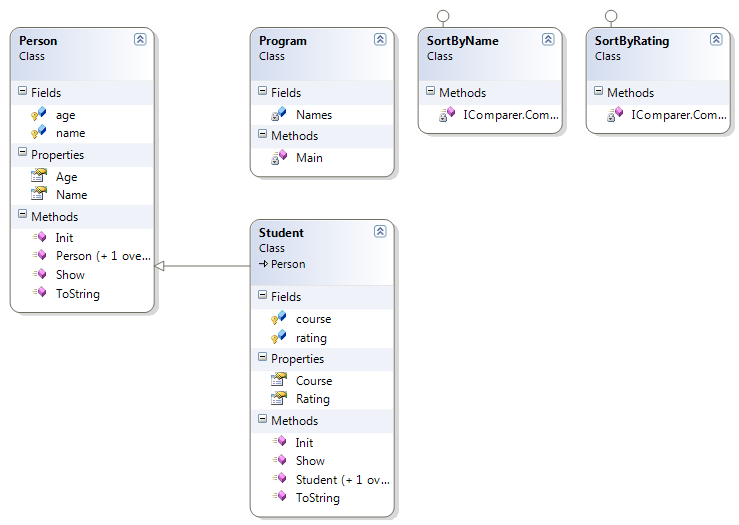 Person
Class
Fields
age
name
Properties
Age
Name
Methods
Init
Person (+ 1 ove...
Show
ToString
Program
Class
Fields
Names
Methods
Main
SortByName
Class
Methods
IComparer.Com...
SortByRating
Class
Methods
IComparer.Com...
Student
Class
Person
Fields
course
rating
Properties
Course
Rating
Methods
Init
Show
Student (+ 1 ov...
ToString